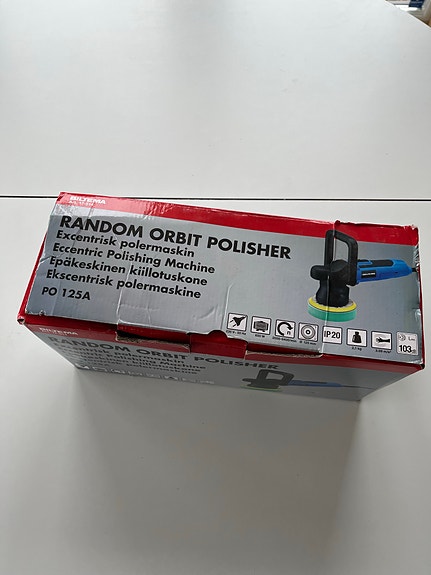 BILTEMA
RANDOM ORBIT POLISHER
Excentrisk polermaskin
Eccentric Polishing Machine
Epäkeskinen kiillotuskone
Ekscentrisk polermaskine
PO 125A
IP20
103
BILTEMA
RANDOM ORBIT POLISHER